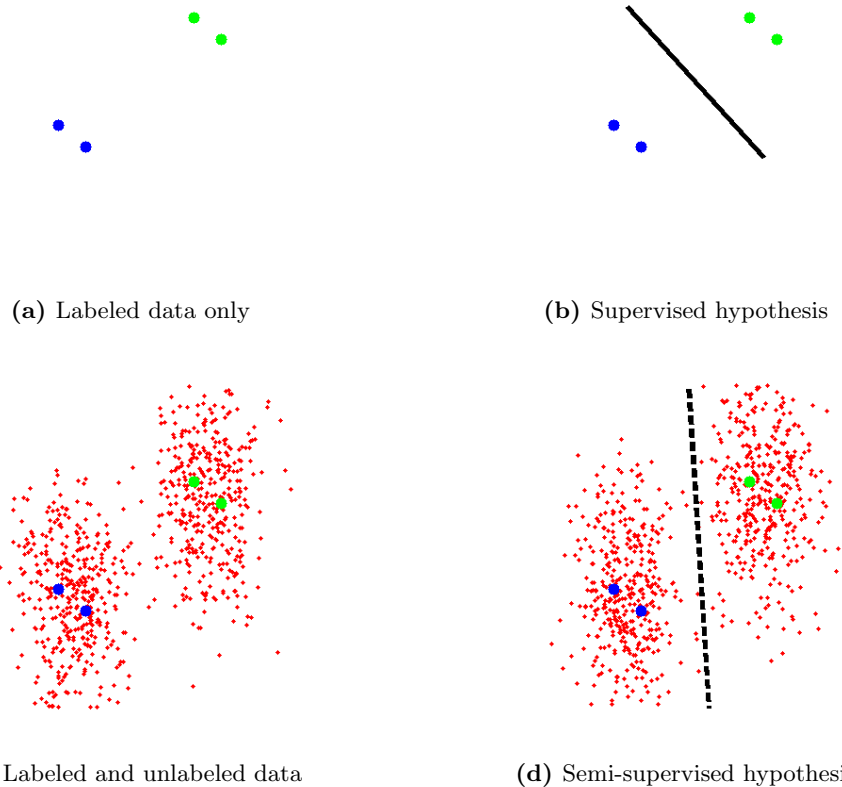 (a) Labeled data only
(b) Supervised hypothesis
Labeled and unlabeled data
(d) Semi-supervised hypothesi